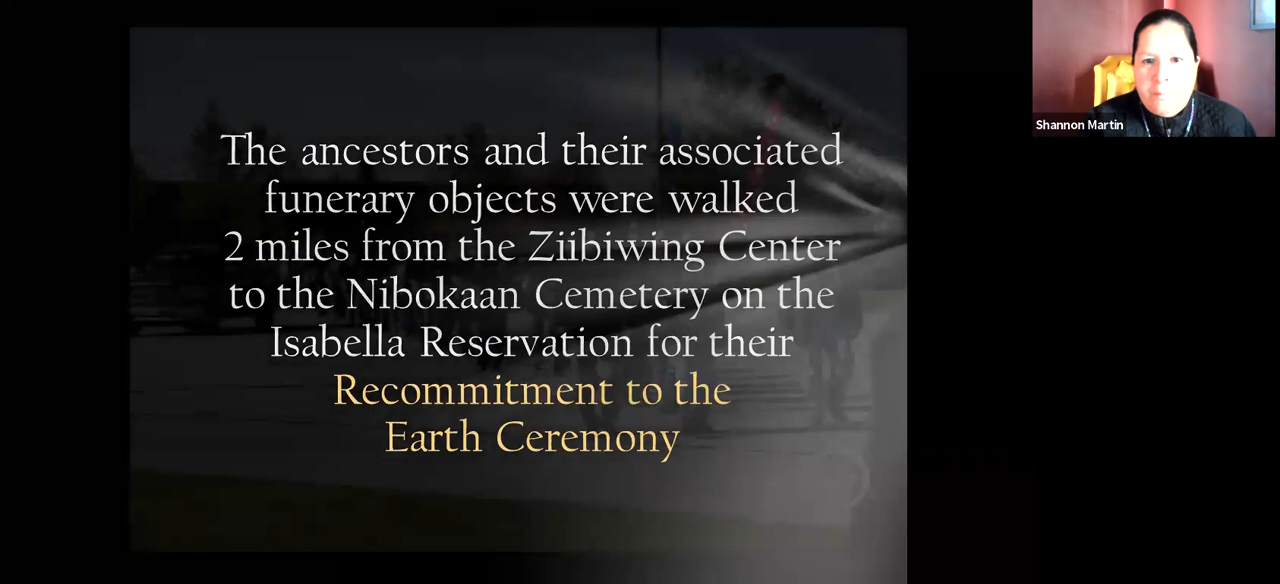 The ancestors and their associated
funerary objects were walked
2 miles from the Ziibiwing Center
to the Nibokaan Cemetery on the
Isabella Reservation for their
Recommitment to the
Earth Ceremony
Shannon Martin